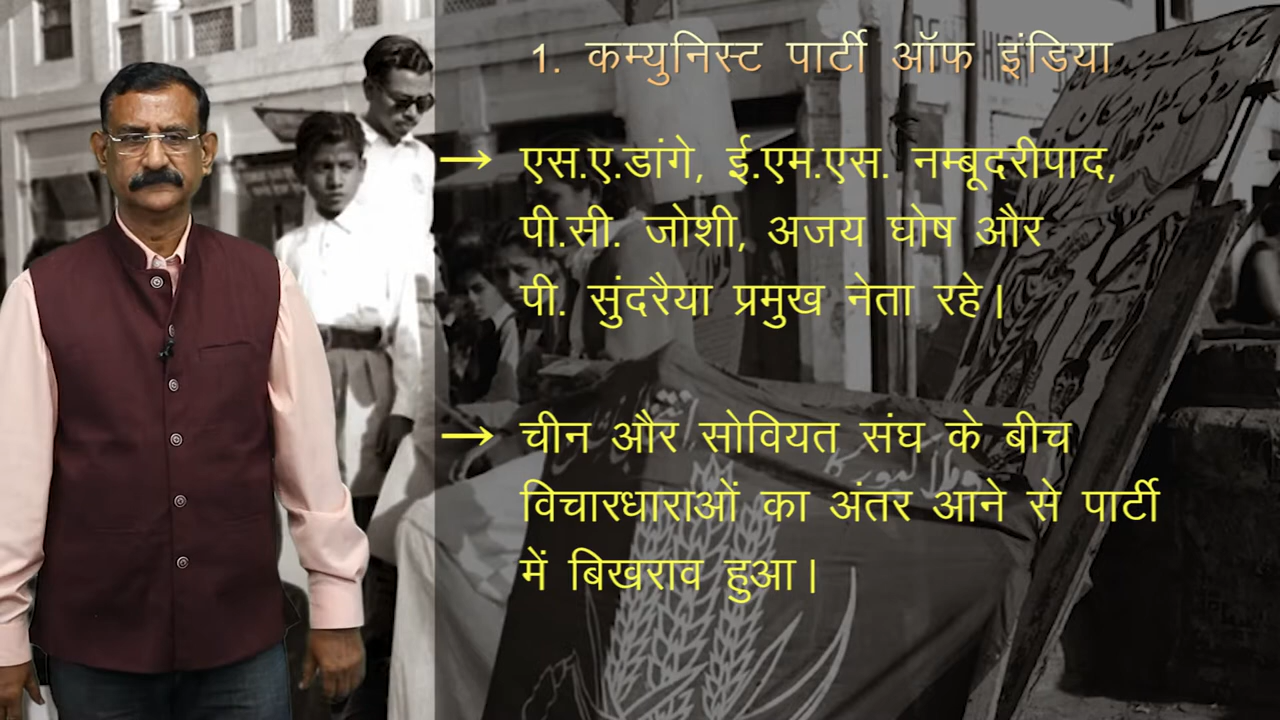 1. कम्युनिस्ट पार्टी ऑफ इंडिया
→ एस.ए.डांगे, ई.एम.एस. नम्बूदरीपाद,
पी.सी. जोशी, अजय घोष और
पी. सुंदरैया प्रमुख नेता रहे।
→ चीन और सोवियत संघ के बीच
विचारधाराओं का अंतर आने से पार्टी
में बिखराव हुआ।